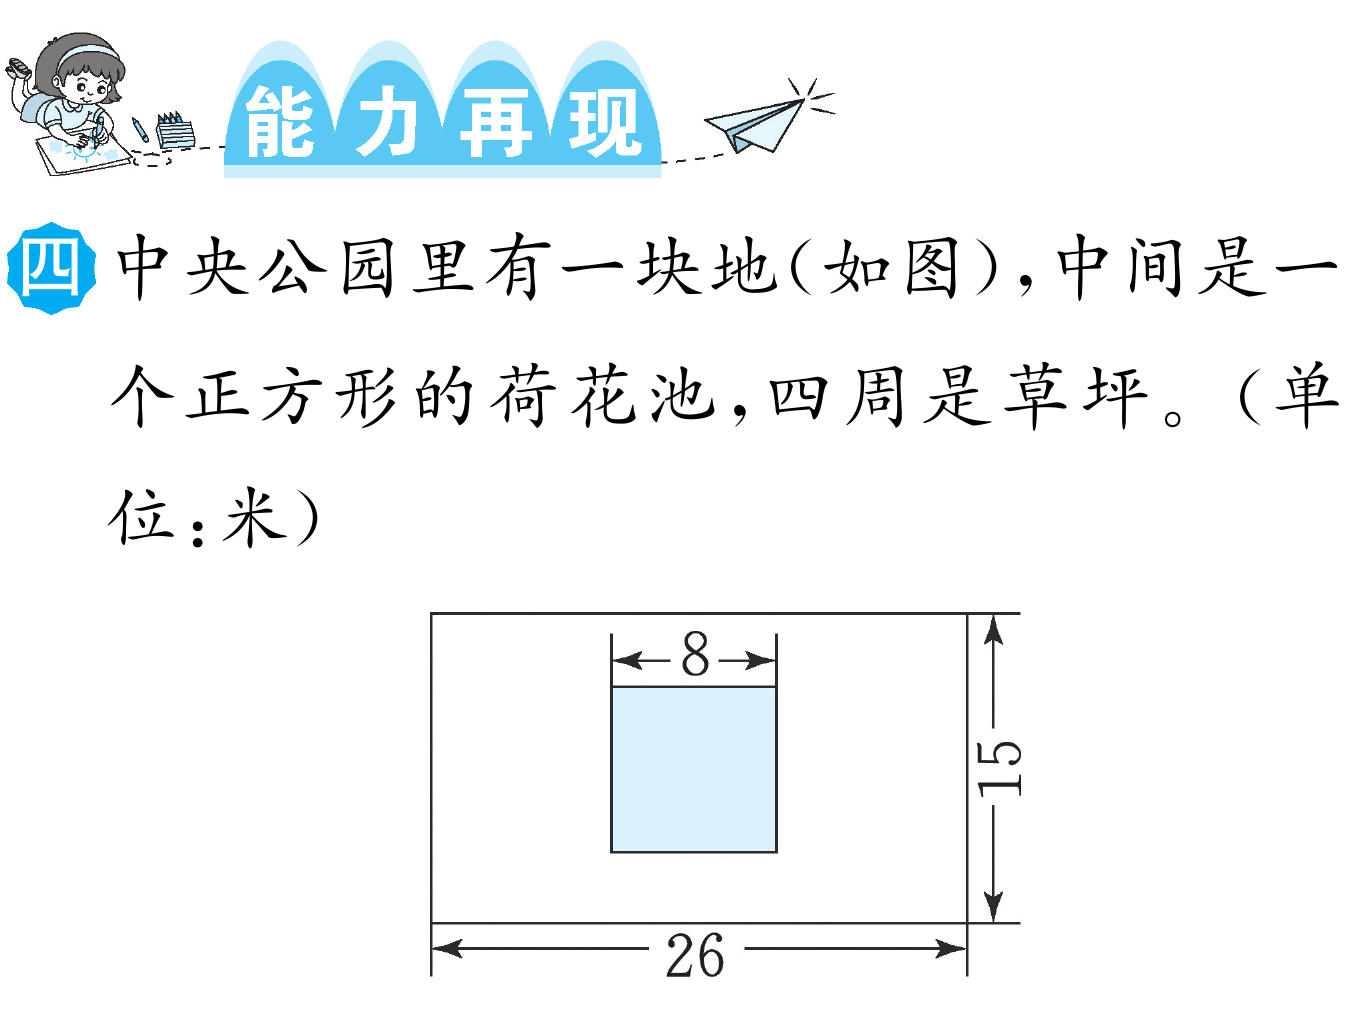 能力再现
四 中央公园里有一块地(如图),中间是一
个正方形的荷花池,四周是草坪。(单
位:米)
8
15
26